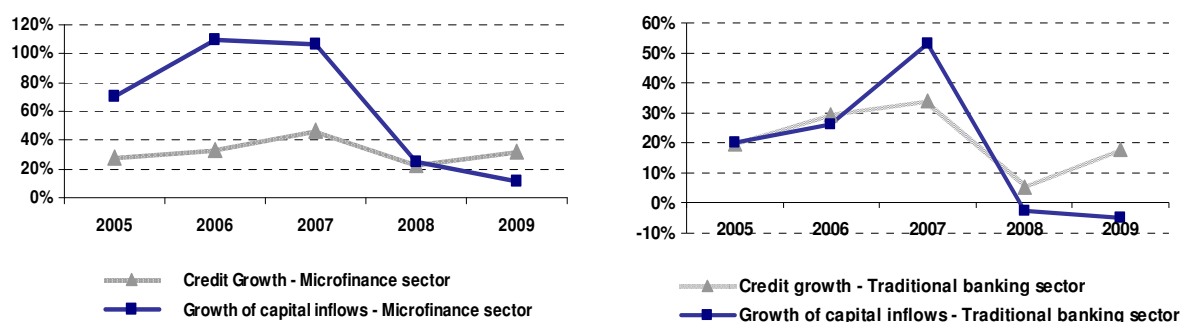 120%
100%
80%
60%
40%
20%
0%
2005 2006 2007 2008 2009
Credit Growth - Microfinance sector
Growth of capital inflows - Microfinance sector
60%
50%
40%
30%
20%
10%
0%
-10%
2005 2006 2007 2008 2009
Credit growth - Traditional banking sector
Growth of capital inflows - Traditional banking sector